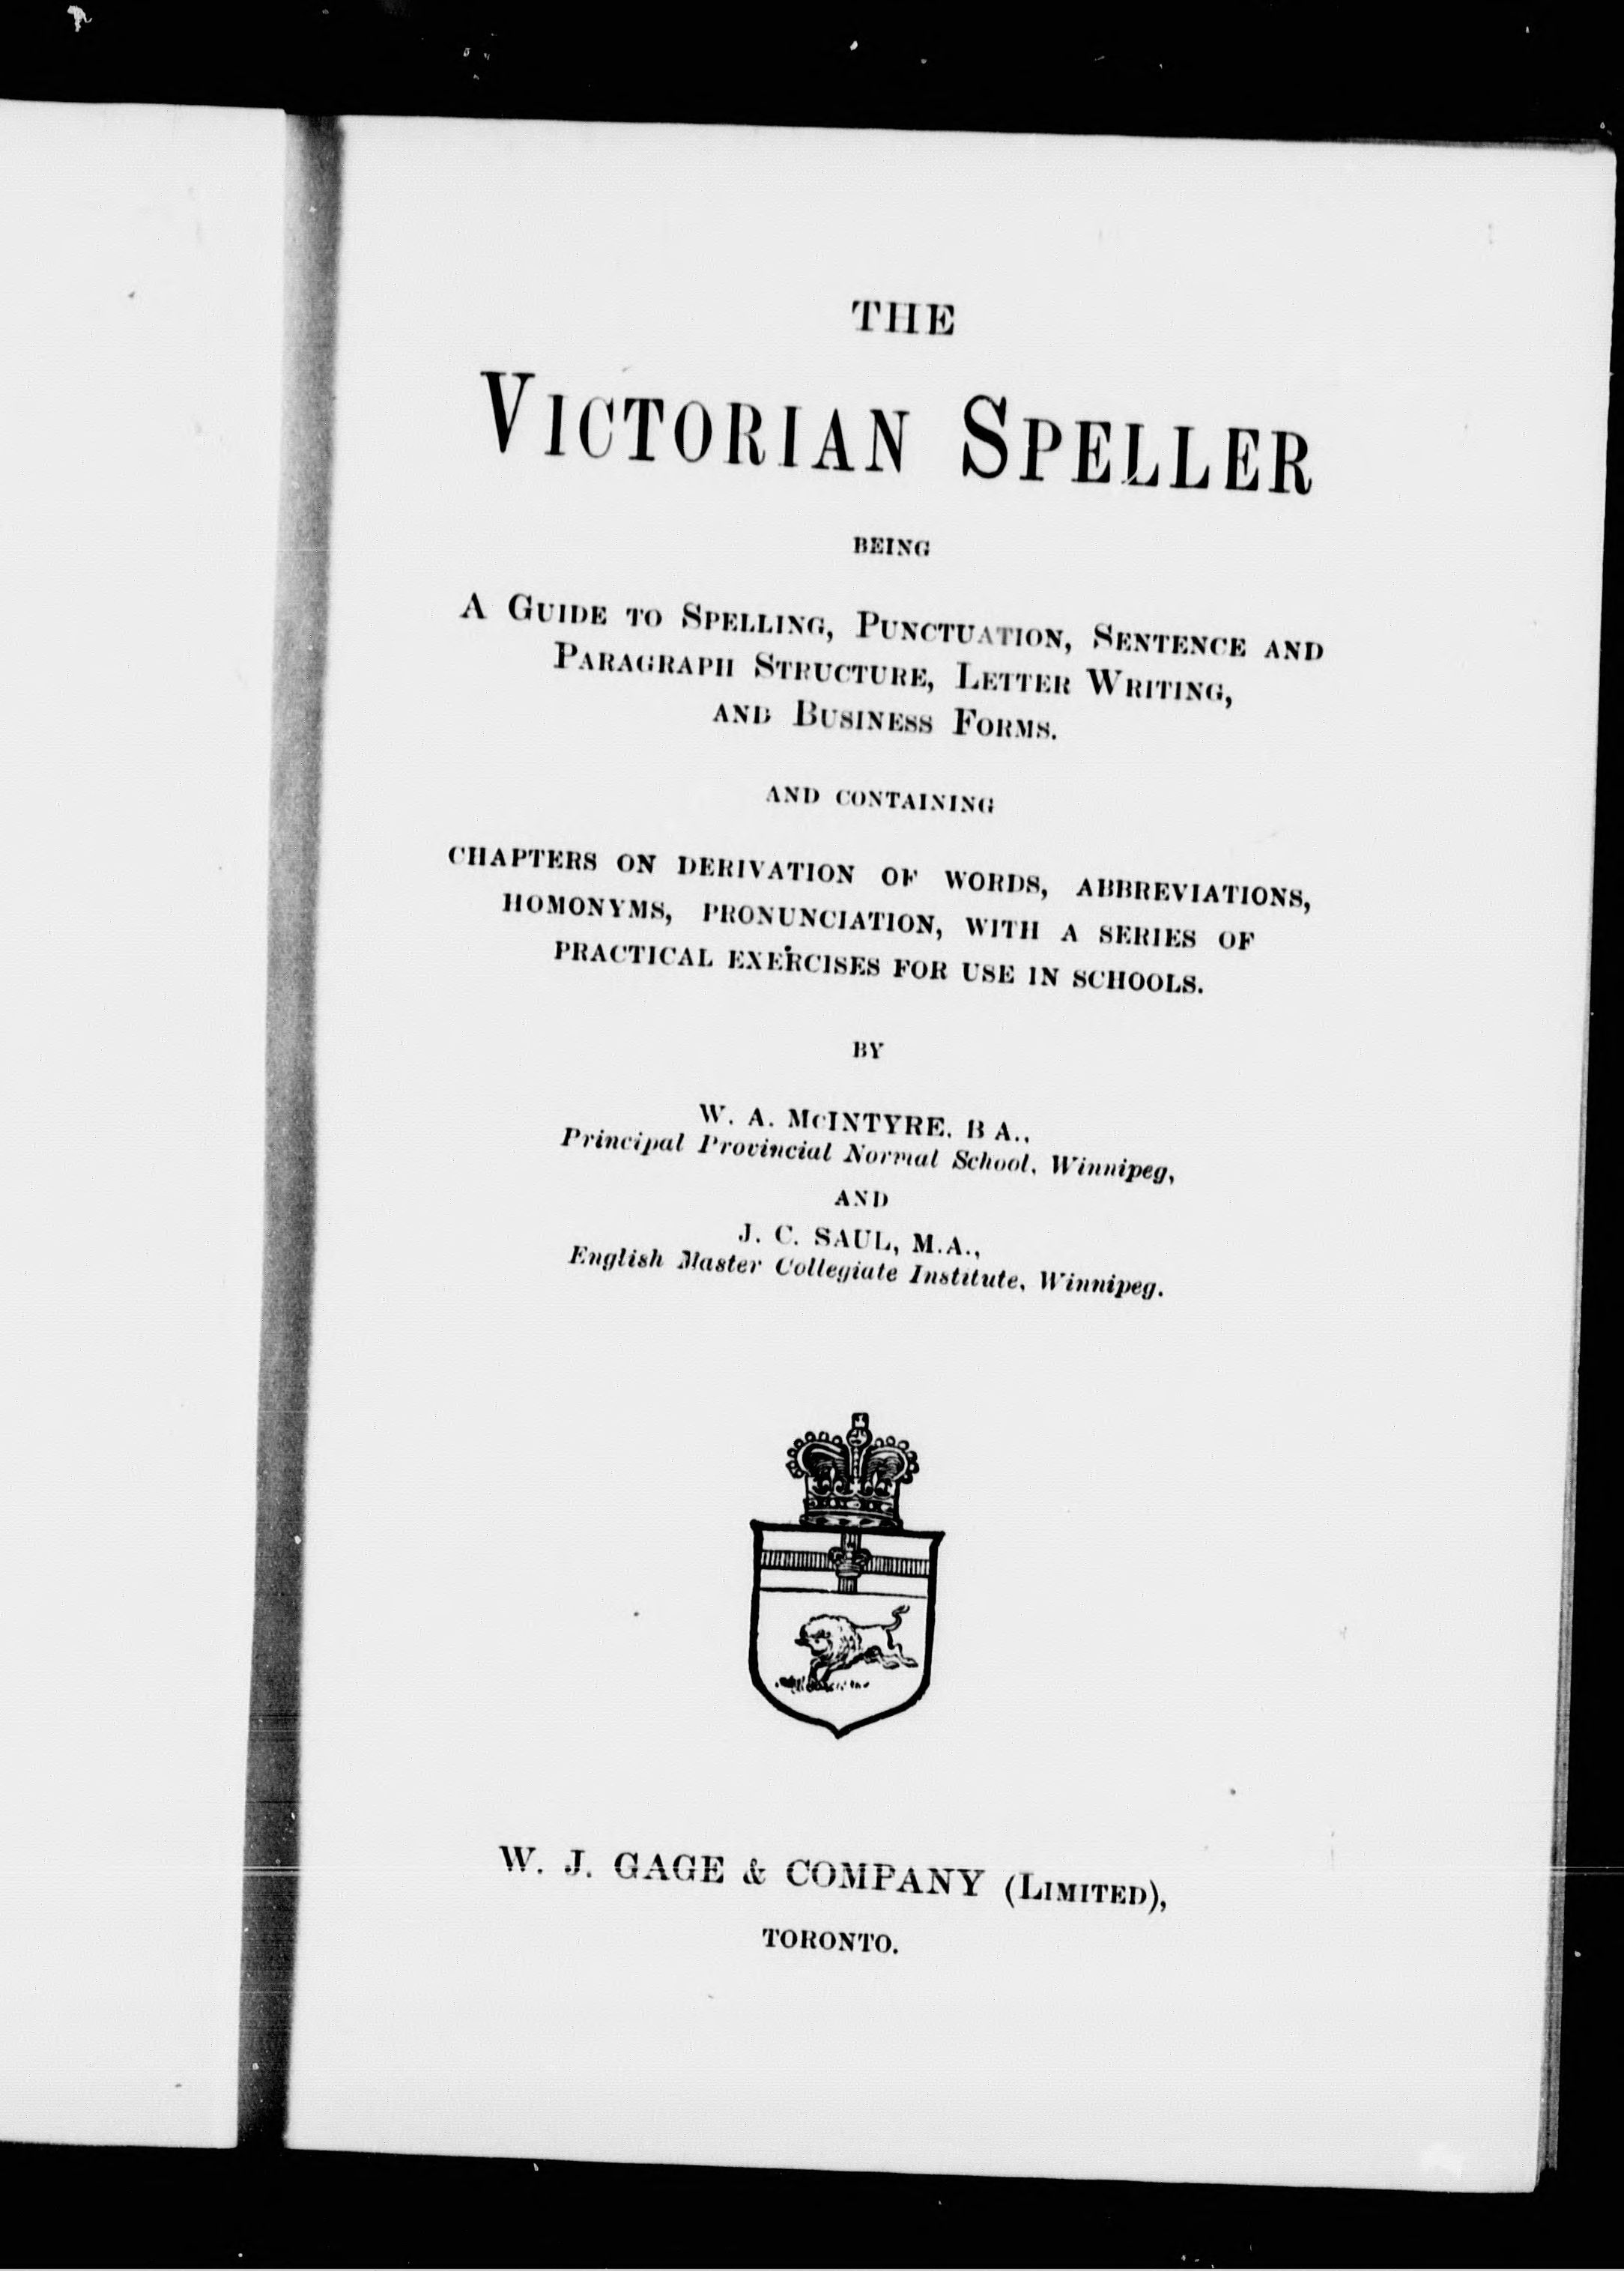 THE
VICTORIAN SPELLER
BEING
A GUIDE TO SPELLING, PUNCTUATION, SENTENCE AND
PARAGRAPH STRUCTURE, LETTER WRITING,
AND BUSINESS FORMS.
AND CONTAINING
CHAPTERS ON DERIVATION OF WORDS, ABBREVIATIONS,
HOMONYMS, PRONUNCIATION, WITH A SERIES OF
PRACTICAL EXERCISES FOR USE IN SCHOOLS.
BY
W. A. McINTYRE. B A.,
Principal Provincial Normal School, Winnipeg,
AND
J. C. SAUL, M.A.,
English Master Collegiate Institute, Winnipeg.
W. J. GAGE & COMPANY (LIMITED),
TORONTO.